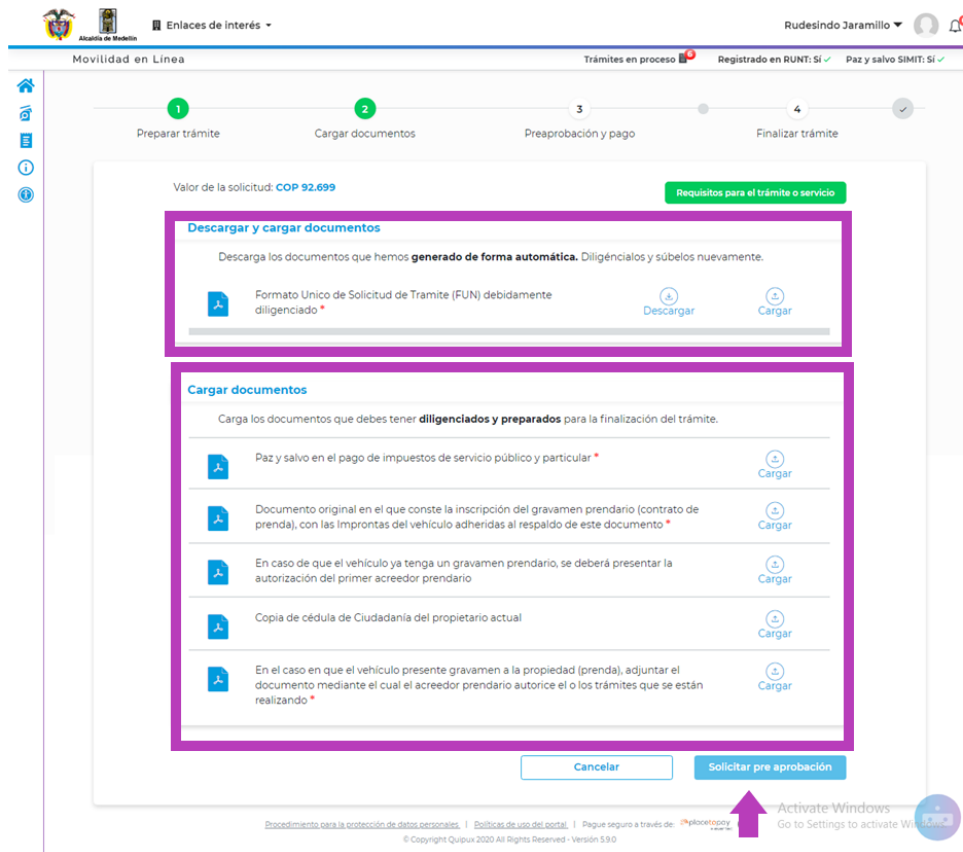 Alcaldía de Medellín
Enlaces de interés
Rudesindo Jaramillo
Movilidad en Línea
Trámites en proceso 6
Registrado en RUNT: Sí ✓
Paz y salvo SIMIT: Sí ✓
1
2
3
4
Preparar trámite
Cargar documentos
Preaprobación y pago
Finalizar trámite
Valor de la solicitud: COP 92.699
Requisitos para el trámite o servicio
Descargar y cargar documentos
Descarga los documentos que hemos generado de forma automática. Diligéncialos y súbelos nuevamente.
Formato Unico de Solicitud de Tramite (FUN) debidamente
diligenciado *
Descargar
Cargar
Cargar documentos
Carga los documentos que debes tener diligenciados y preparados para la finalización del trámite.
Paz y salvo en el pago de impuestos de servicio público y particular *
Cargar
Documento original en el que conste la inscripción del gravamen prendario (contrato de
prenda), con las Improntas del vehículo adheridas al respaldo de este documento *
Cargar
En caso de que el vehículo ya tenga un gravamen prendario, se deberá presentar la
autorización del primer acreedor prendario
Cargar
Copia de cédula de Ciudadanía del propietario actual
Cargar
En el caso en que el vehículo presente gravamen a la propiedad (prenda), adjuntar el
documento mediante el cual el acreedor prendario autorice el o los trámites que se están
realizando *
Cargar
Cancelar
Solicitar pre aprobación
Activate Windows
Go to Settings to activate Windows.
Procedimiento para la protección de datos personales. | Políticas de uso del portal. | Pague seguro a través de: placetopay
© Copyright Quipux 2020 All Rights Reserved - Versión 5.9.0